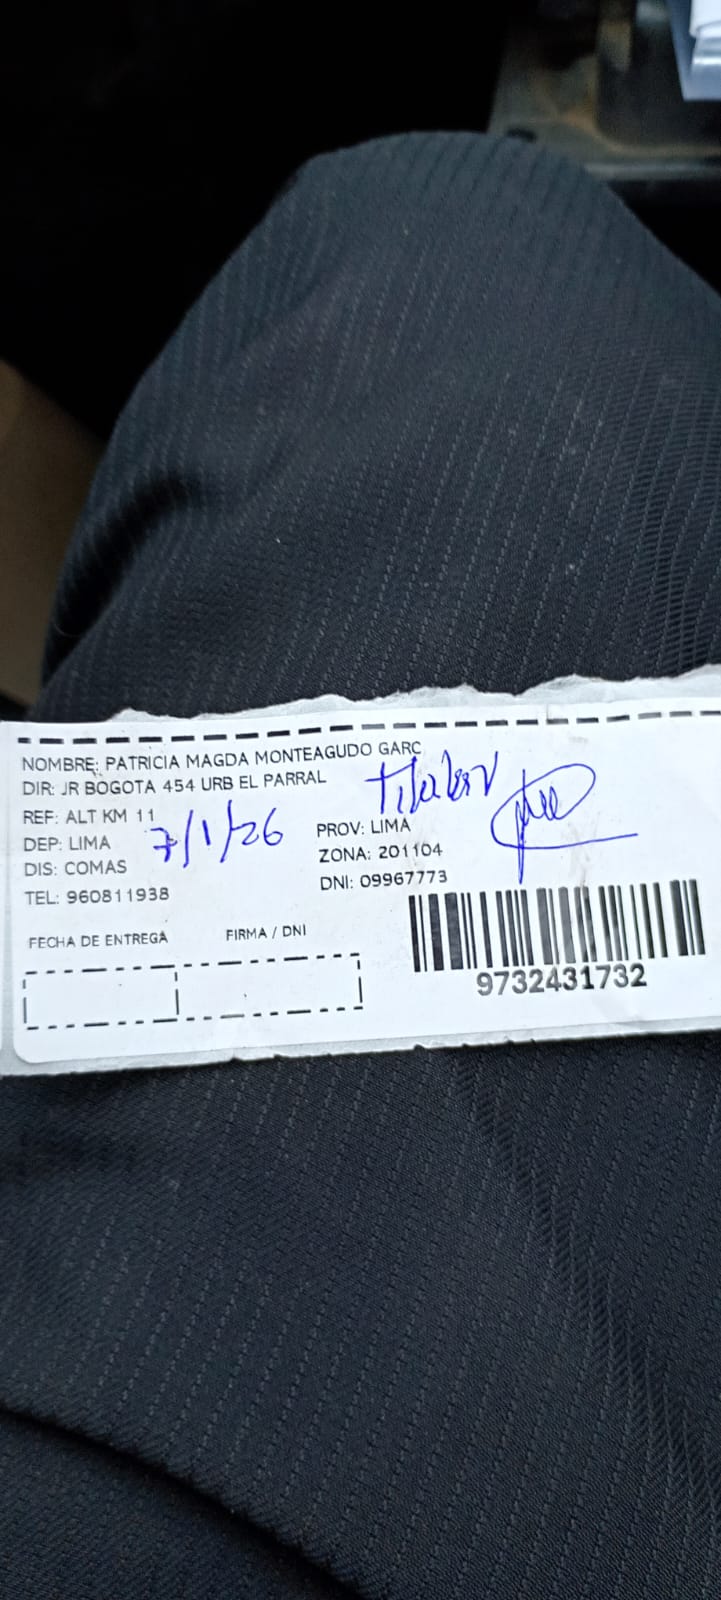 NOMBRE: PATRICIA MAGDA MONTEAGUDO GARC
DIR: JR BOGOTA 454 URB EL PARRAL
Titular
REF: ALT KM 11
DEP: LIMA
7/1/26
PROV: LIMA
DIS: COMAS
ZONA: 201104
TEL: 960811938
DNI: 09967773
FECHA DE ENTREGA
FIRMA / DNI
9732431732